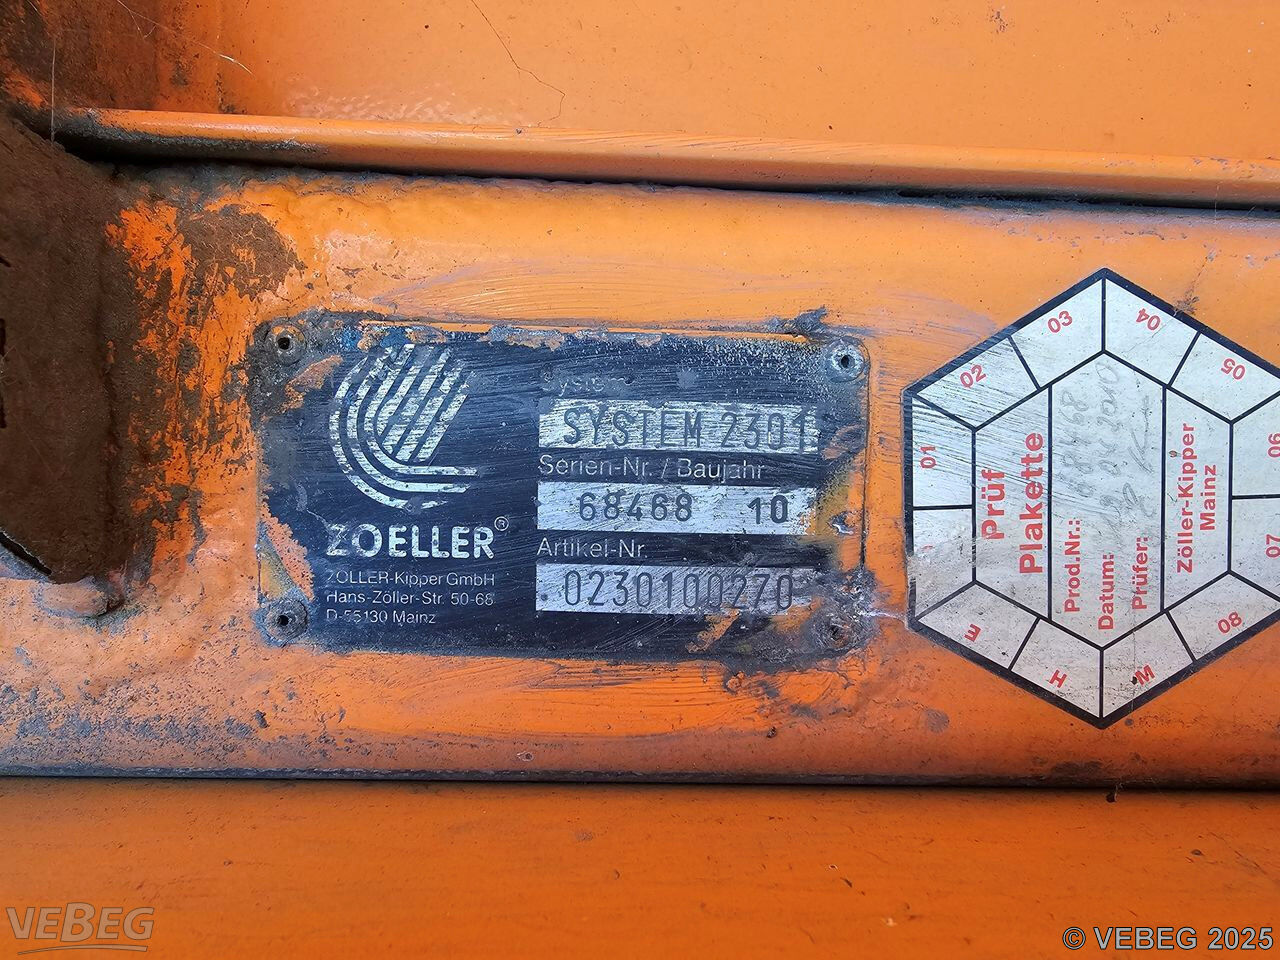 System
SYSTEM 2301
Serien-Nr. / Baujahr
68468 10
Artikel-Nr.
0230100270
ZOELLER®
ZÖLLER-Kipper GmbH
Hans-Zöller-Str. 50-68
D-55130 Mainz
01
02
03
04
05
06
07
08
M
H
E
Prüf
Plakette
Prod.Nr.: 68468
Datum:
Prüfer:
Zöller-Kipper
Mainz
VEBEG
© VEBEG 2025